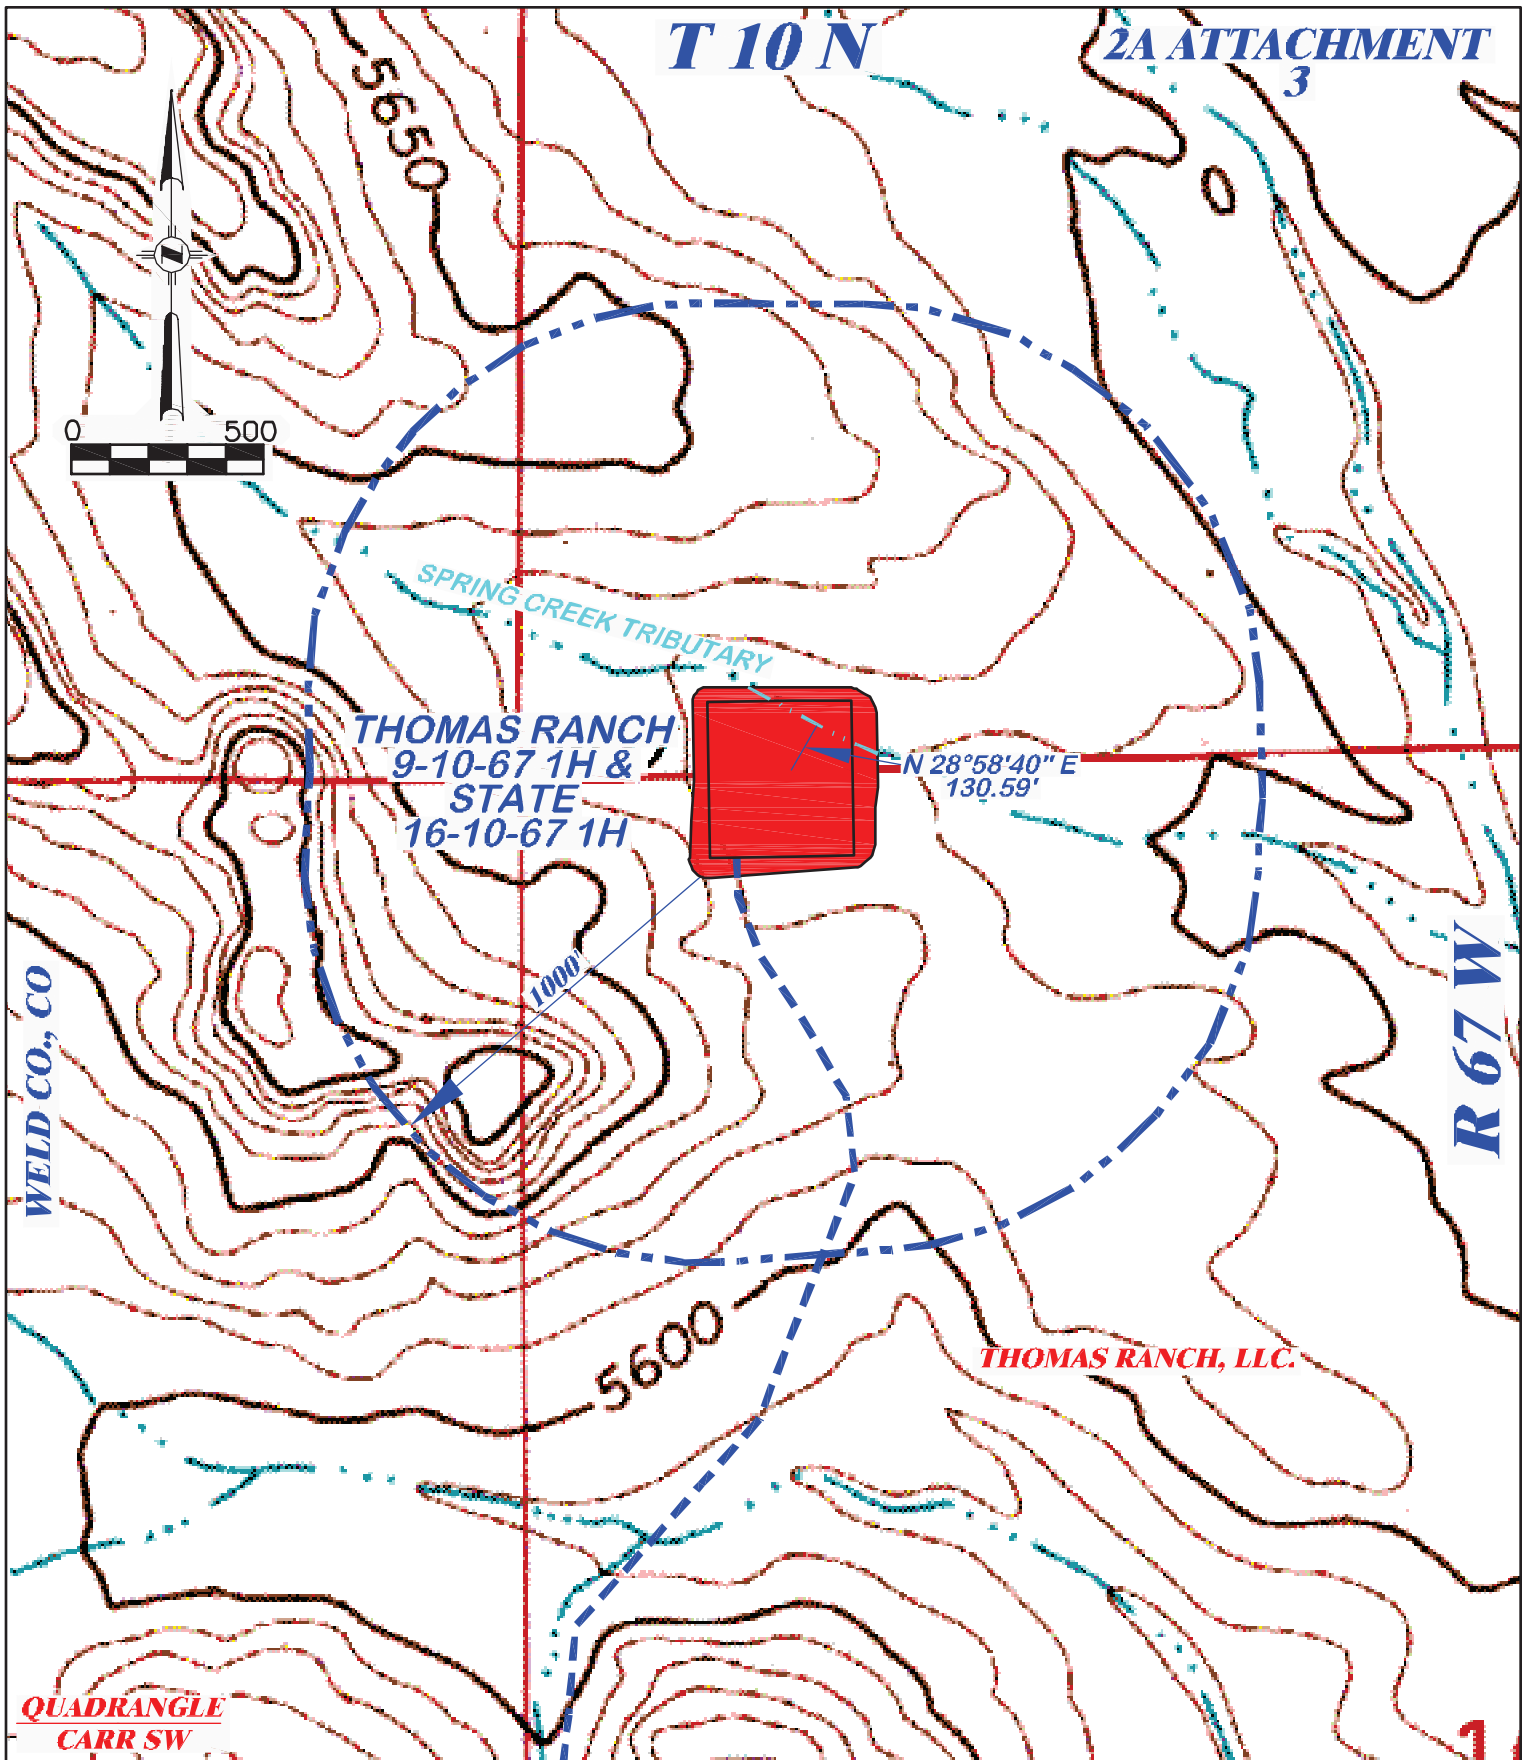 T 10 N
2A ATTACHMENT
3
5650
0 500
SPRING CREEK TRIBUTARY
THOMAS RANCH
9-10-67 1H &
STATE
16-10-67 1H
N 28°58'40" E
130.59'
1000'
WELD CO., CO
R 67 W
5600
THOMAS RANCH, LLC.
QUADRANGLE
CARR SW